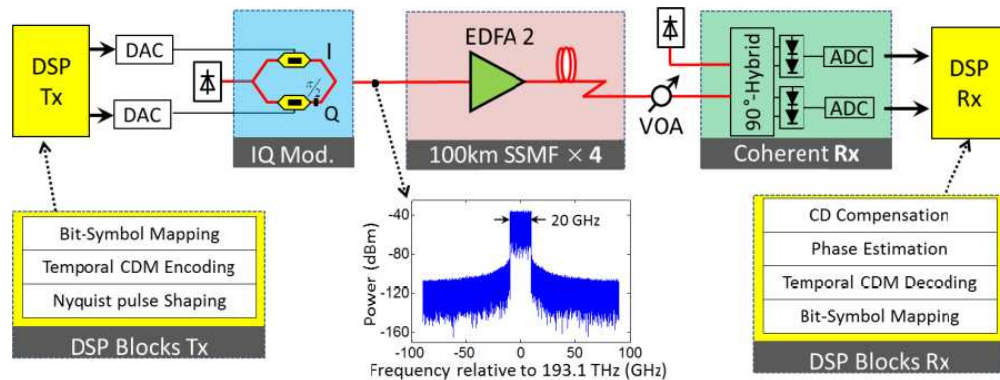 DSP
Tx
DAC
DAC
I
π/2
Q
IQ Mod.
EDFA 2
100km SSMF × 4
VOA
90°-Hybrid
ADC
ADC
Coherent Rx
DSP
Rx
Bit-Symbol Mapping
Temporal CDM Encoding
Nyquist pulse Shaping
DSP Blocks Tx
Power (dBm)
-40
-80
-120
-160
20 GHz
-100
-50
0
50
100
Frequency relative to 193.1 THz (GHz)
CD Compensation
Phase Estimation
Temporal CDM Decoding
Bit-Symbol Mapping
DSP Blocks Rx